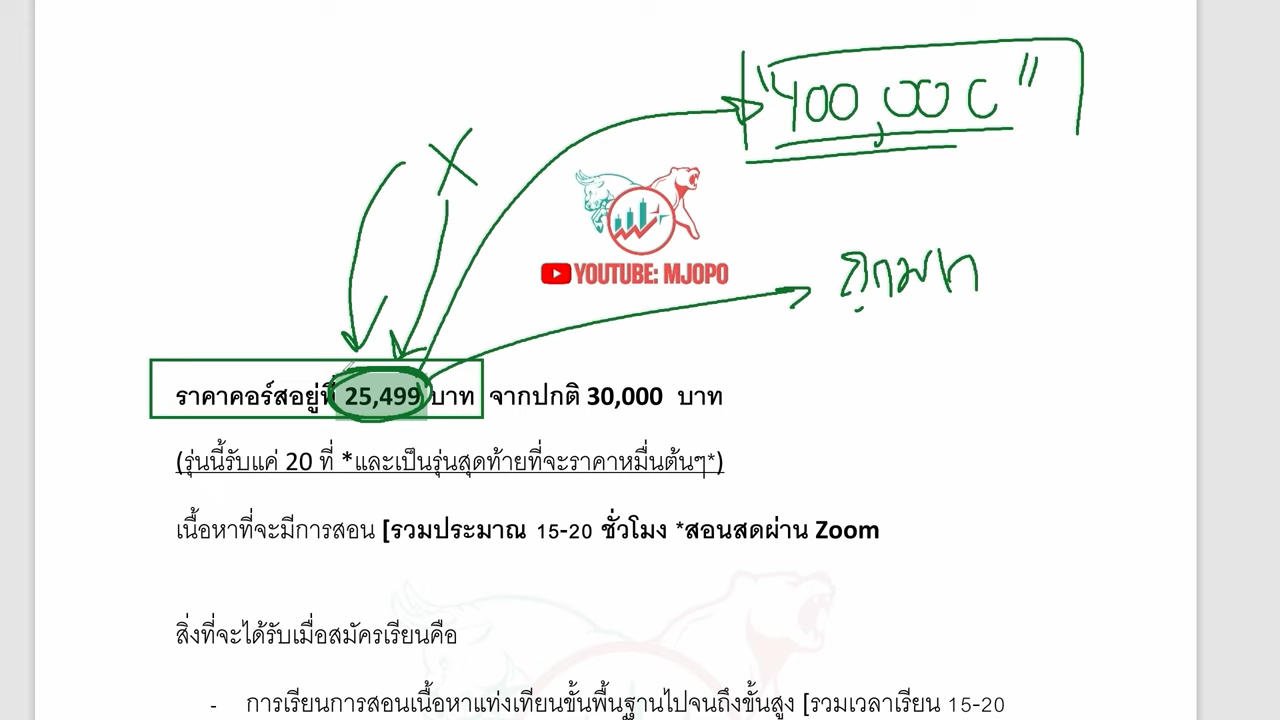 "400,000"
X
YOUTUBE: MJOPO
ถูกมาก
ราคาคอร์สอยู่ที่ 25,499 บาท จากปกติ 30,000 บาท
(รุ่นนี้รับแค่ 20 ที่ *และเป็นรุ่นสุดท้ายที่จะราคาหมื่นต้นๆ*)
เนื้อหาที่จะมีการสอน [รวมประมาณ 15-20 ชั่วโมง *สอนสดผ่าน Zoom
สิ่งที่จะได้รับเมื่อสมัครเรียนคือ
- การเรียนการสอนเนื้อหาแท่งเทียนขั้นพื้นฐานไปจนถึงขั้นสูง [รวมเวลาเรียน 15-20